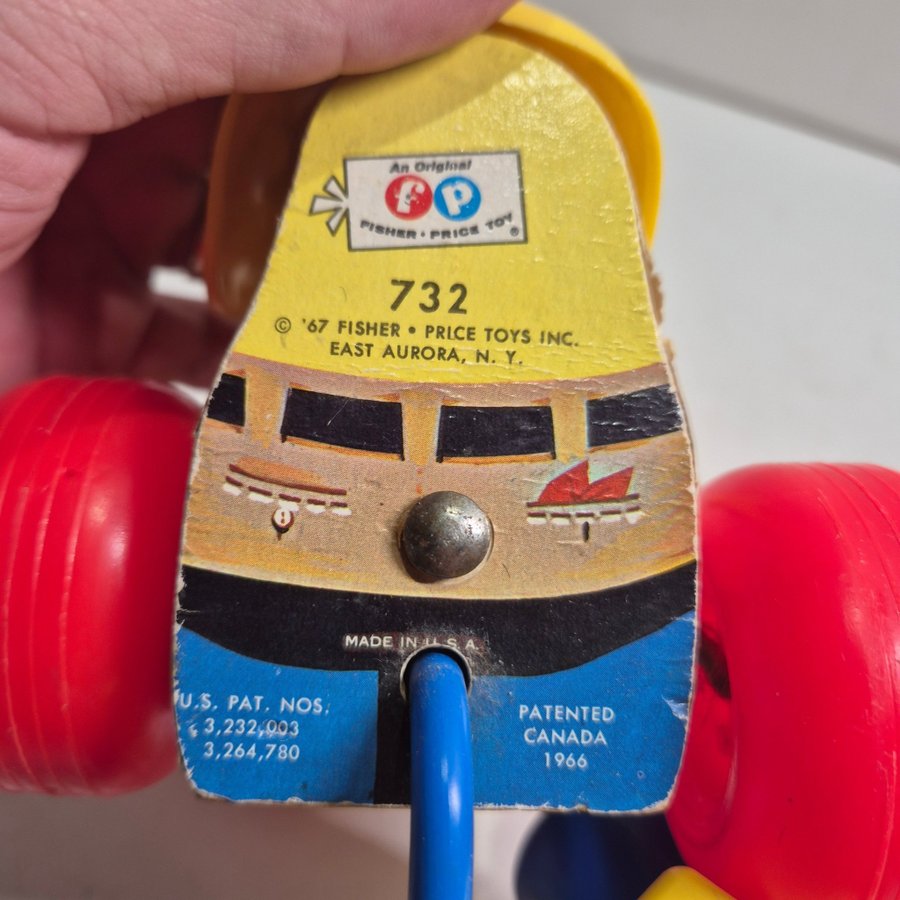 An Original
fp
FISHER • PRICE TOY
®
732
© '67 FISHER • PRICE TOYS INC.
EAST AURORA, N. Y.
MADE IN U.S.A.
U.S. PAT. NOS.
3,232,003
3,264,780
PATENTED
CANADA
1966